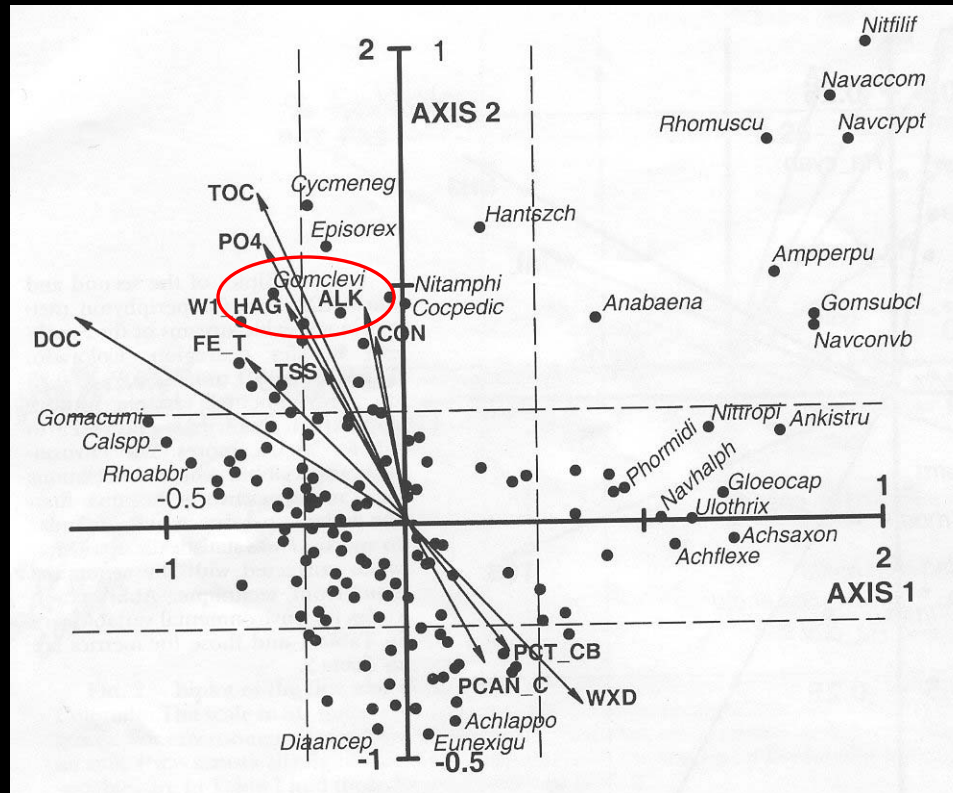 Nitfilif
2 1
Navaccom
AXIS 2
Rhomuscu Navcrypt
Cycmeneg
TOC
Hantszch
Episorex
PO4
Ampperpu
Gomclevi
Nitamphi
W1_HAG ALK
Cocpedic
Anabaena Gomsubcl
DOC
CON
Navconvb
FE_T
TSS
Gomacumi
Nittropi Ankistru
Calspp
Phormidi
Navhalph
Rhoabbr
Gloeocap
-0.5
1
Ulothrix
Achsaxon
-1
Achflexe
2
AXIS 1
PCT_CB
PCAN_C
WXD
Achlappo
Diaancep
Eunexigu
-1 -0.5